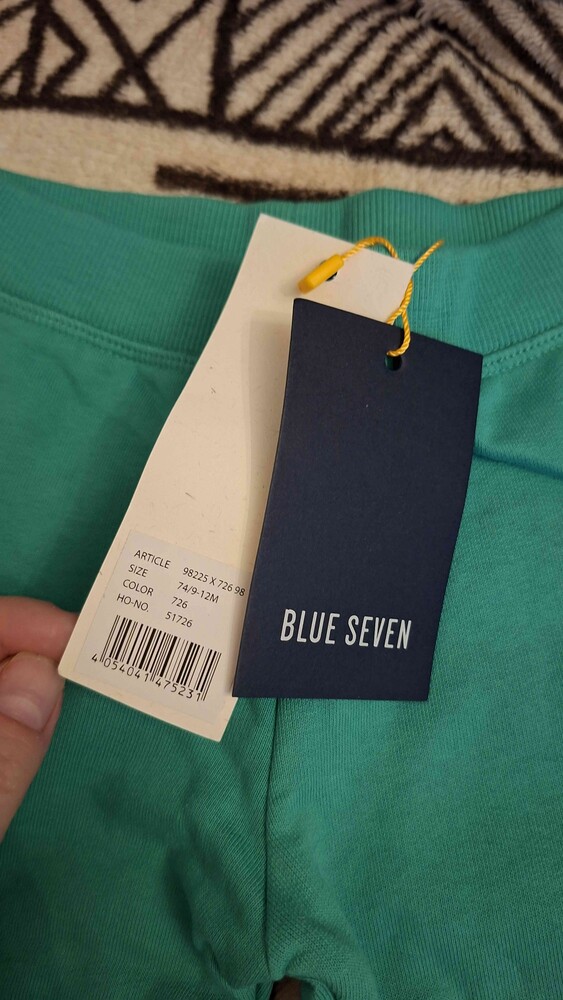 ARTICLE 98225 X 726 98
SIZE 74/9-12M
COLOR 726
HO-NO. 51726
4 054041 475231
BLUE SEVEN